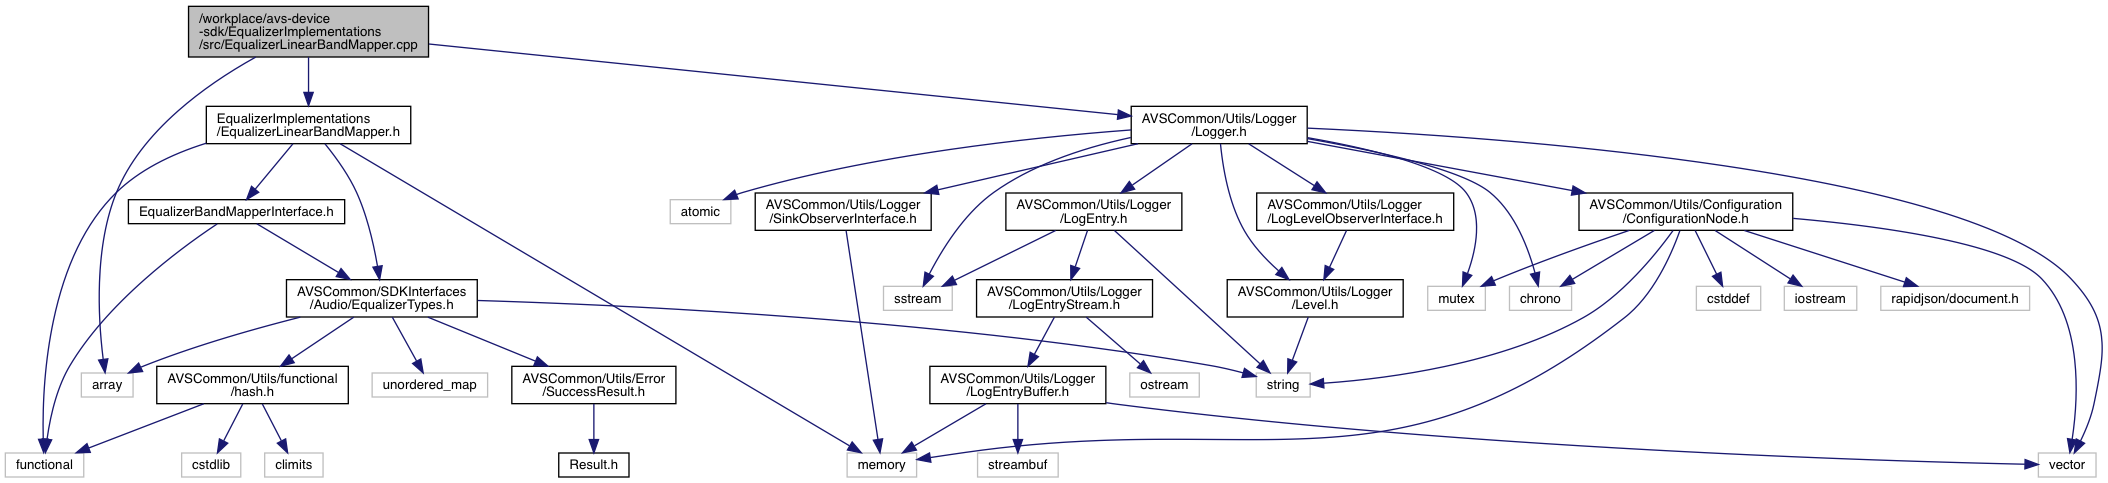 /workplace/avs-device
-sdk/EqualizerImplementations
/src/EqualizerLinearBandMapper.cpp
EqualizerImplementations
/EqualizerLinearBandMapper.h
AVSCommon/Utils/Logger
/Logger.h
EqualizerBandMapperInterface.h
atomic
AVSCommon/Utils/Logger
/SinkObserverInterface.h
AVSCommon/Utils/Logger
/LogEntry.h
AVSCommon/Utils/Logger
/LogLevelObserverInterface.h
AVSCommon/Utils/Configuration
/ConfigurationNode.h
AVSCommon/SDKInterfaces
/Audio/EqualizerTypes.h
sstream
AVSCommon/Utils/Logger
/LogEntryStream.h
AVSCommon/Utils/Logger
/Level.h
mutex
chrono
cstddef
iostream
rapidjson/document.h
array
AVSCommon/Utils/functional
/hash.h
unordered_map
AVSCommon/Utils/Error
/SuccessResult.h
AVSCommon/Utils/Logger
/LogEntryBuffer.h
ostream
string
functional
cstdlib
climits
Result.h
memory
streambuf
vector